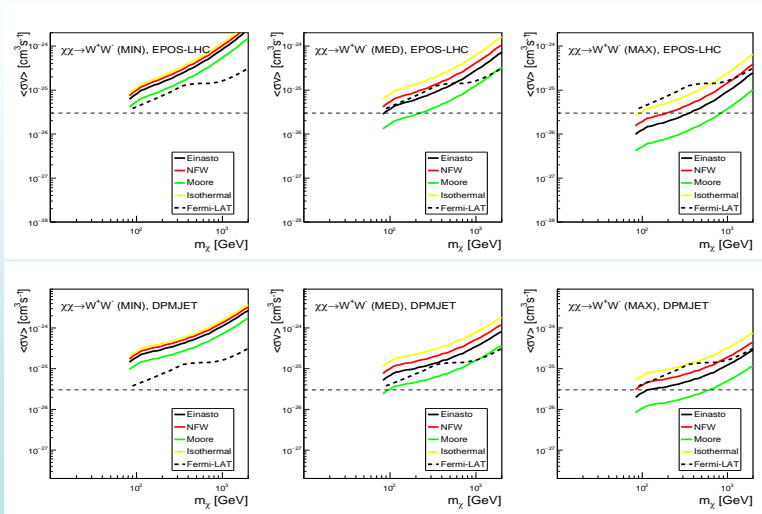 <σv> [cm³s⁻¹]
10⁻²⁴
10⁻²⁵
10⁻²⁶
10⁻²⁷
10⁻²⁸
χχ→W⁺W⁻ (MIN), EPOS-LHC
Einasto
NFW
Moore
Isothermal
Fermi-LAT
10²
10³
mχ [GeV]
<σv> [cm³s⁻¹]
10⁻²⁴
10⁻²⁵
10⁻²⁶
10⁻²⁷
10⁻²⁸
χχ→W⁺W⁻ (MED), EPOS-LHC
Einasto
NFW
Moore
Isothermal
Fermi-LAT
10²
10³
mχ [GeV]
<σv> [cm³s⁻¹]
10⁻²⁴
10⁻²⁵
10⁻²⁶
10⁻²⁷
10⁻²⁸
χχ→W⁺W⁻ (MAX), EPOS-LHC
Einasto
NFW
Moore
Isothermal
Fermi-LAT
10²
10³
mχ [GeV]
<σv> [cm³s⁻¹]
10⁻²⁴
10⁻²⁵
10⁻²⁶
10⁻²⁷
χχ→W⁺W⁻ (MIN), DPMJET
Einasto
NFW
Moore
Isothermal
Fermi-LAT
10²
10³
mχ [GeV]
<σv> [cm³s⁻¹]
10⁻²⁴
10⁻²⁵
10⁻²⁶
10⁻²⁷
χχ→W⁺W⁻ (MED), DPMJET
Einasto
NFW
Moore
Isothermal
Fermi-LAT
10²
10³
mχ [GeV]
<σv> [cm³s⁻¹]
10⁻²⁴
10⁻²⁵
10⁻²⁶
10⁻²⁷
χχ→W⁺W⁻ (MAX), DPMJET
Einasto
NFW
Moore
Isothermal
Fermi-LAT
10²
10³
mχ [GeV]